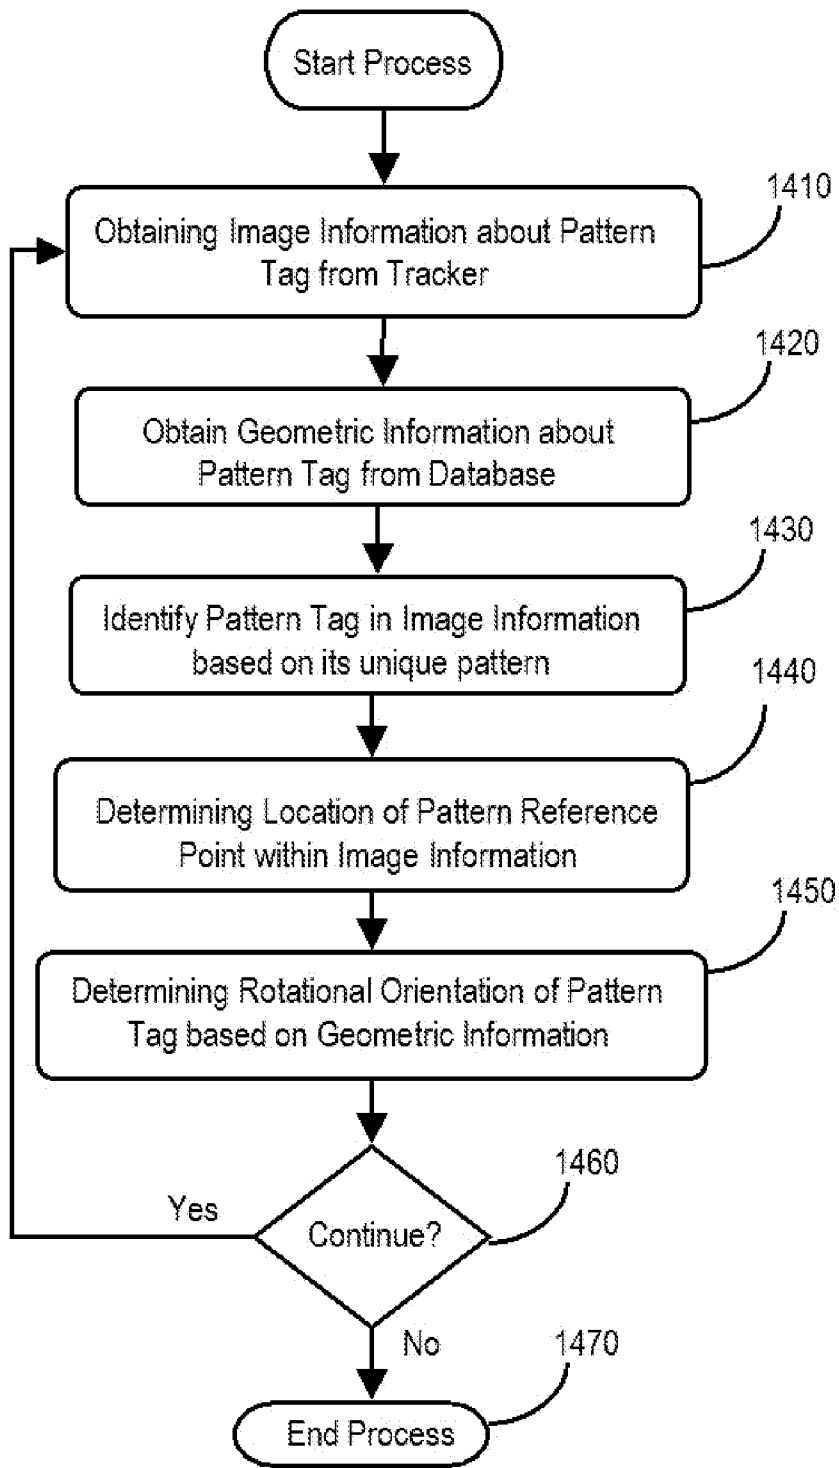 Start Process
1410
Obtaining Image Information about Pattern
Tag from Tracker
1420
Obtain Geometric Information about
Pattern Tag from Database
1430
Identify Pattern Tag in Image Information
based on its unique pattern
1440
Determining Location of Pattern Reference
Point within Image Information
1450
Determining Rotational Orientation of Pattern
Tag based on Geometric Information
1460
Yes
Continue?
No
1470
End Process